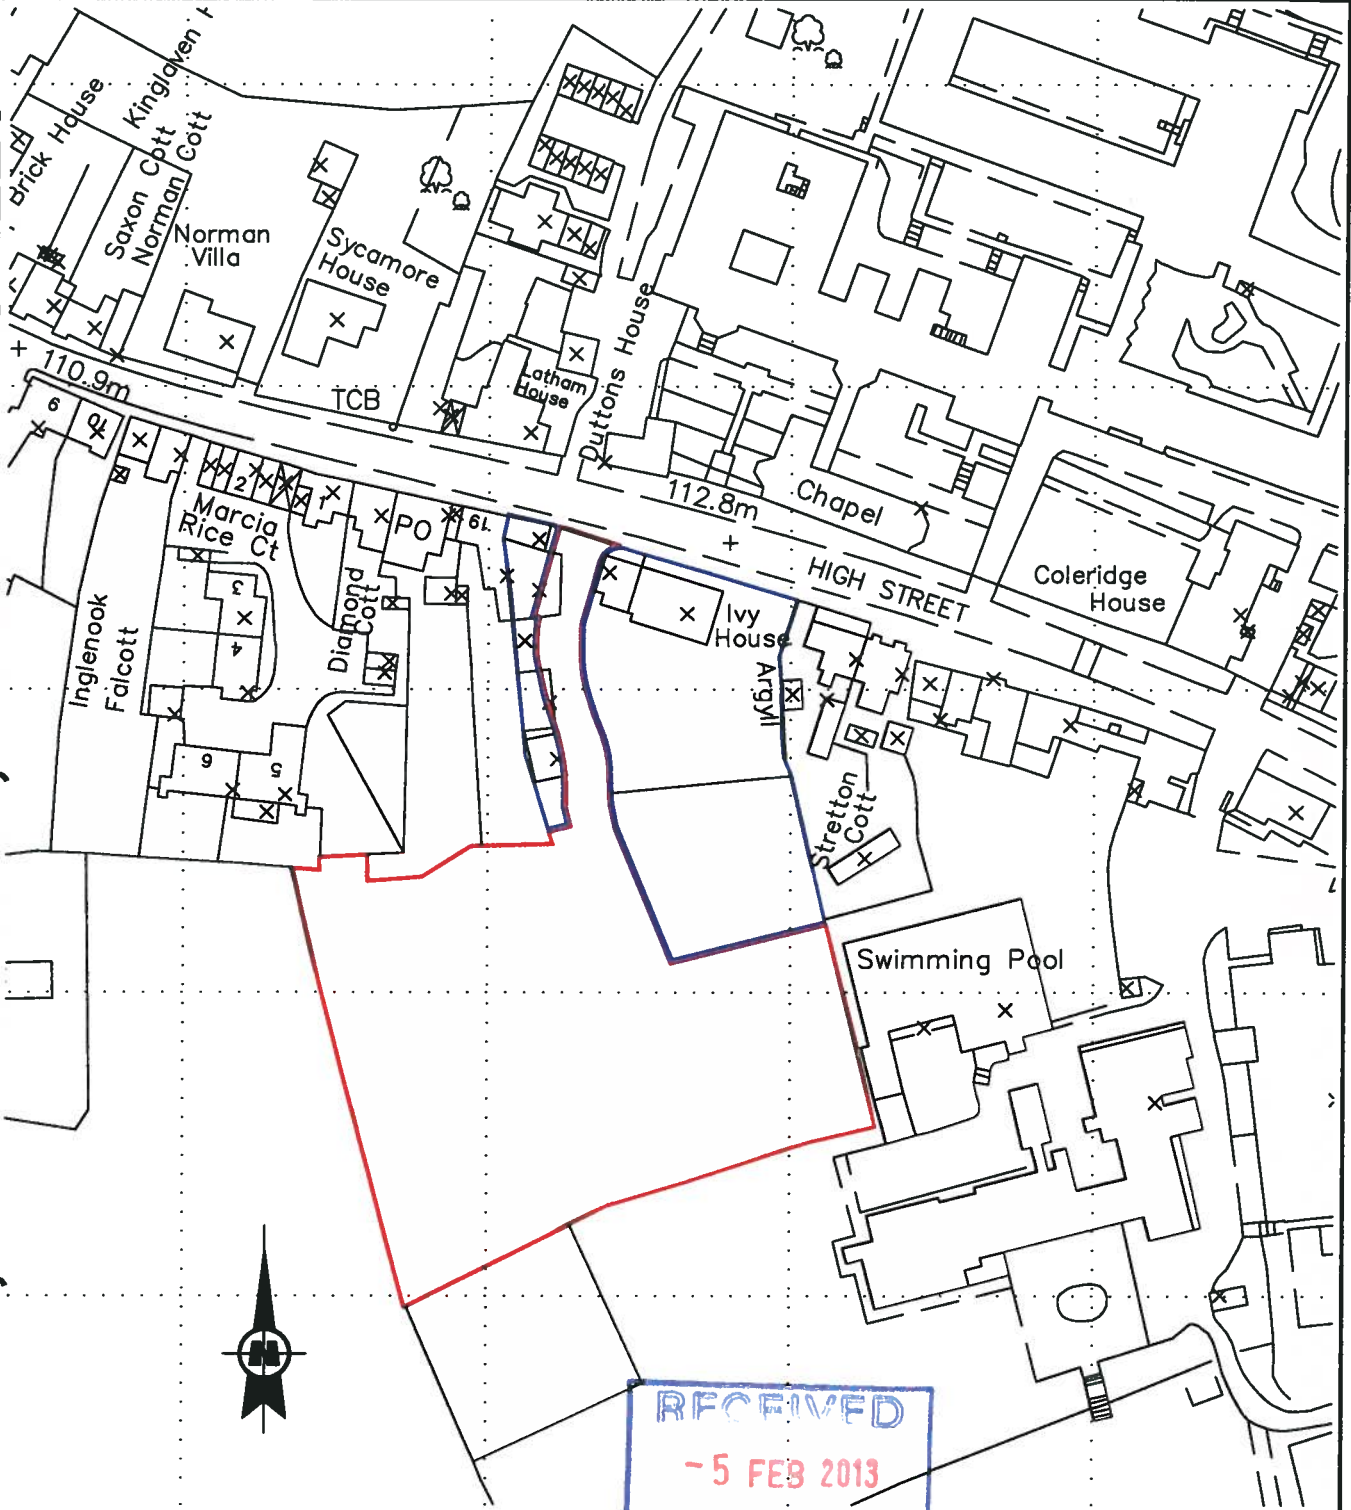 Brick House
Kinglaven
Saxon Cott
Norman Cott
Norman
Villa
Sycamore
House
Latham
House
Duttons House
110.9m
TCB
9
10
2
1
Marcia
Rice Ct
PO
19
112.8m
Chapel
HIGH STREET
Coleridge
House
Ivy
House
Argyll
Diamond
Cott
3
4
Inglenook
Falcott
6
5
Stretton
Cott
Swimming Pool
N
RECEIVED
-5 FEB 2013